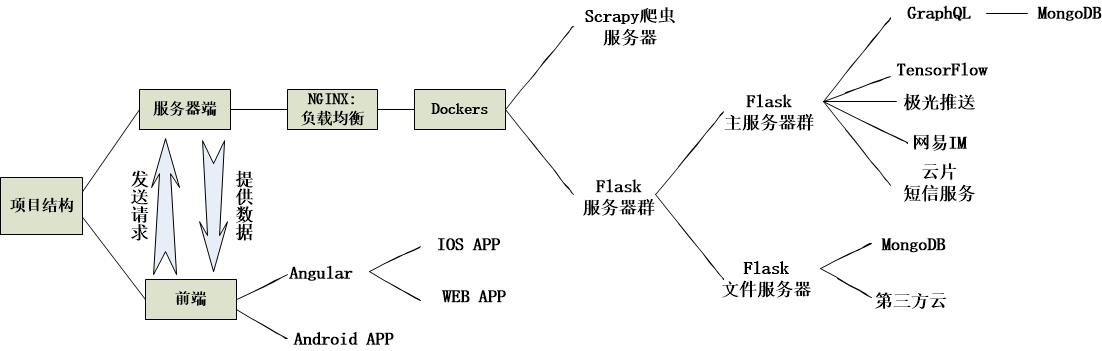 项目结构
服务器端
NGINX:
负载均衡
Dockers
Scrapy爬虫
服务器
Flask
服务器群
Flask
主服务器群
GraphQL
MongoDB
TensorFlow
极光推送
网易IM
云片
短信服务
Flask
文件服务器
MongoDB
第三方云
发送请求
提供数据
前端
Angular
IOS APP
WEB APP
Android APP